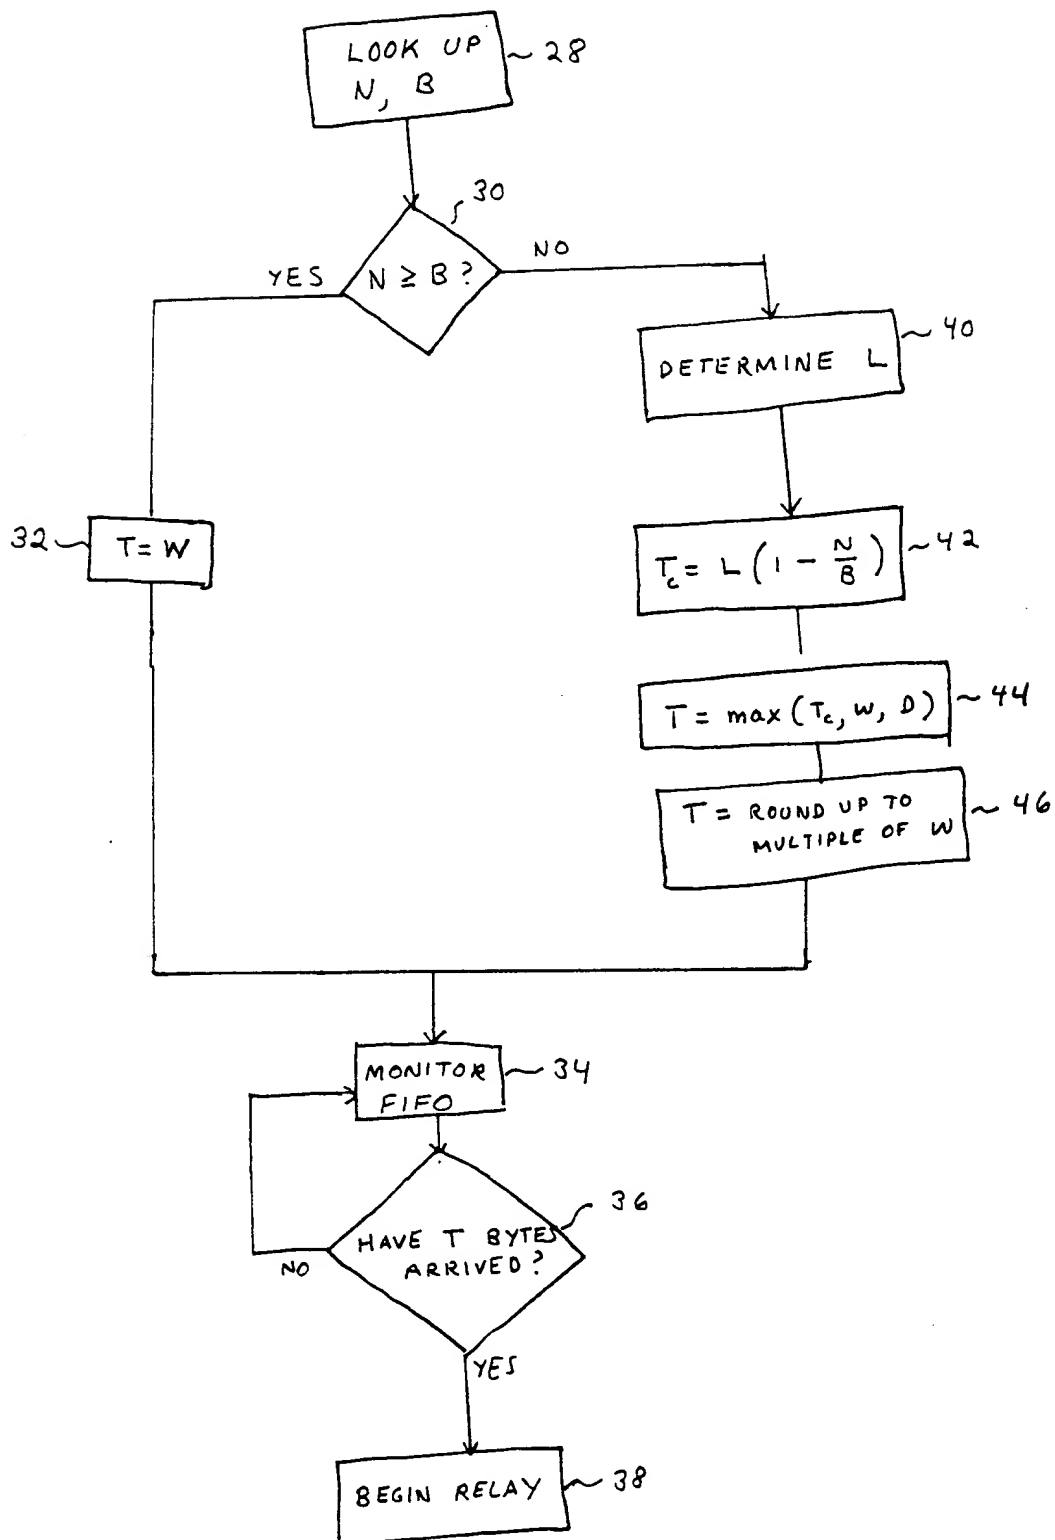 LOOK UP
N, B
28
30
N ≥ B?
YES
NO
DETERMINE L
40
32
T = W
T_c = L(1 - N/B)
42
T = max(T_c, W, D)
44
T = ROUND UP TO
MULTIPLE OF W
46
MONITOR
FIFO
34
HAVE T BYTES
ARRIVED?
36
NO
YES
BEGIN RELAY
38